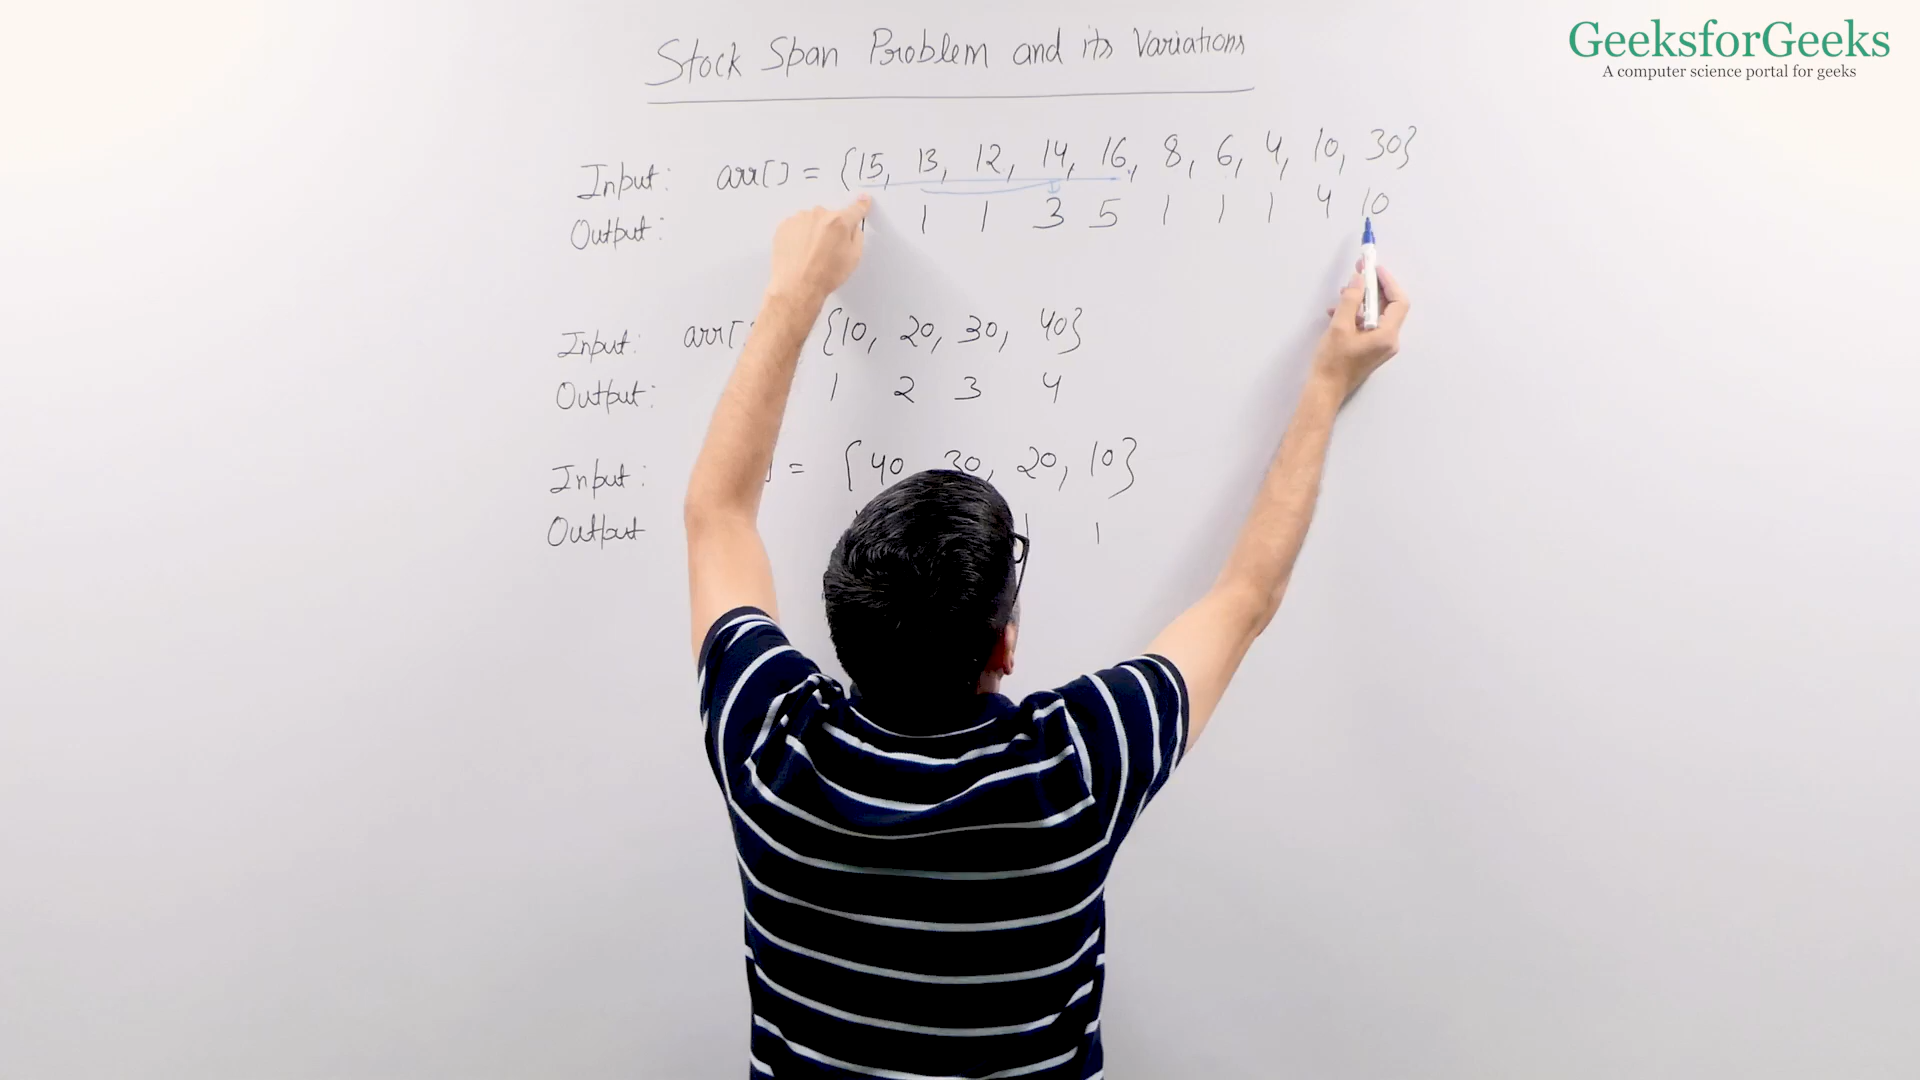 GeeksforGeeks
A computer science portal for geeks
Stock Span Problem and its Variations
Input: arr[] = {15, 13, 12, 14, 16, 8, 6, 4, 10, 30}
Output: 1 1 1 3 5 1 1 1 4 10
Input: arr[ {10, 20, 30, 40}
Output: 1 2 3 4
Input: ] = {40, 30, 20, 10}
Output 1 1